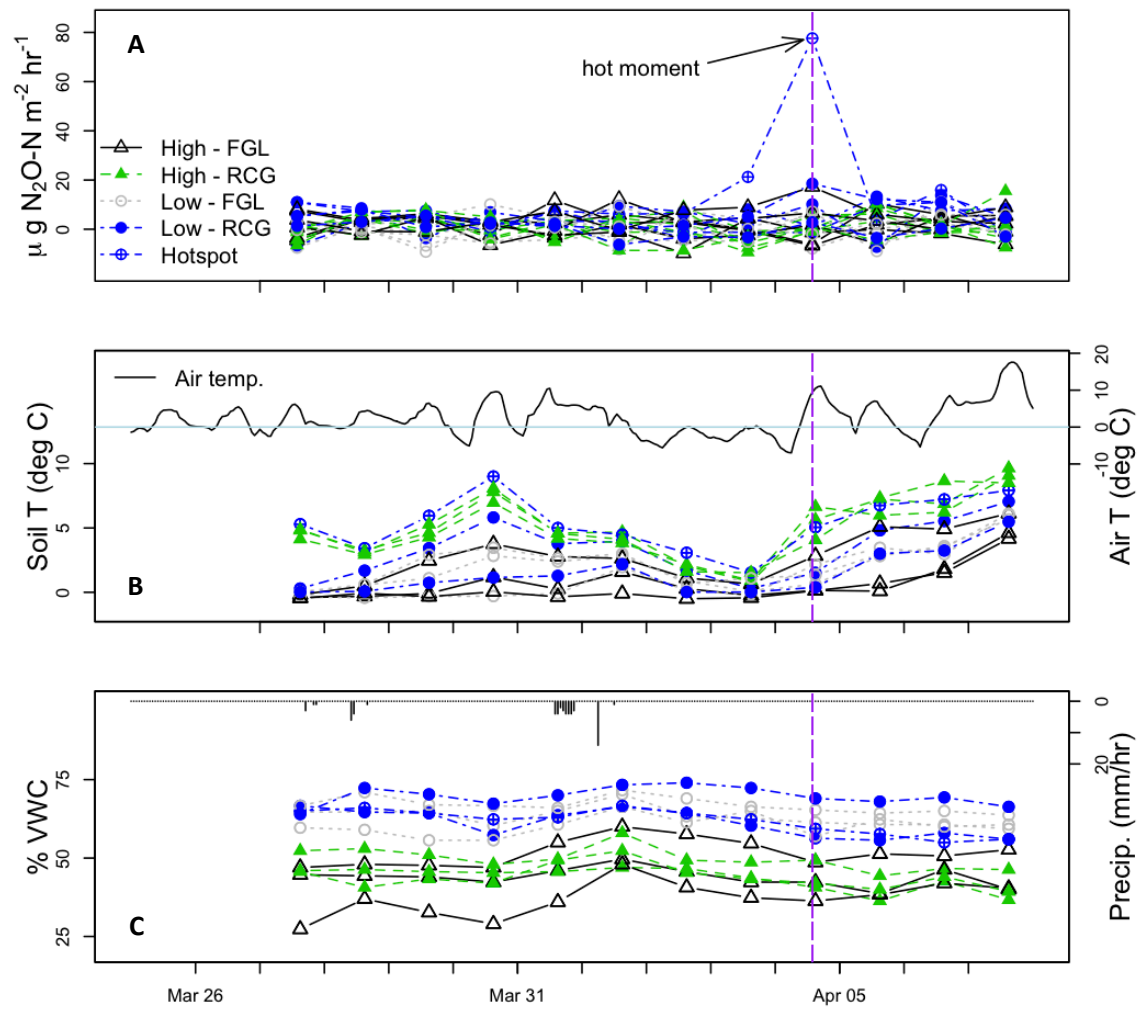 A
μ g N₂O-N m⁻² hr⁻¹
80
60
40
20
0
hot moment
High - FGL
High - RCG
Low - FGL
Low - RCG
Hotspot
B
Soil T (deg C)
10
5
0
Air temp.
20
10
0
-10
Air T (deg C)
C
% VWC
75
50
25
0
20
Precip. (mm/hr)
Mar 26
Mar 31
Apr 05